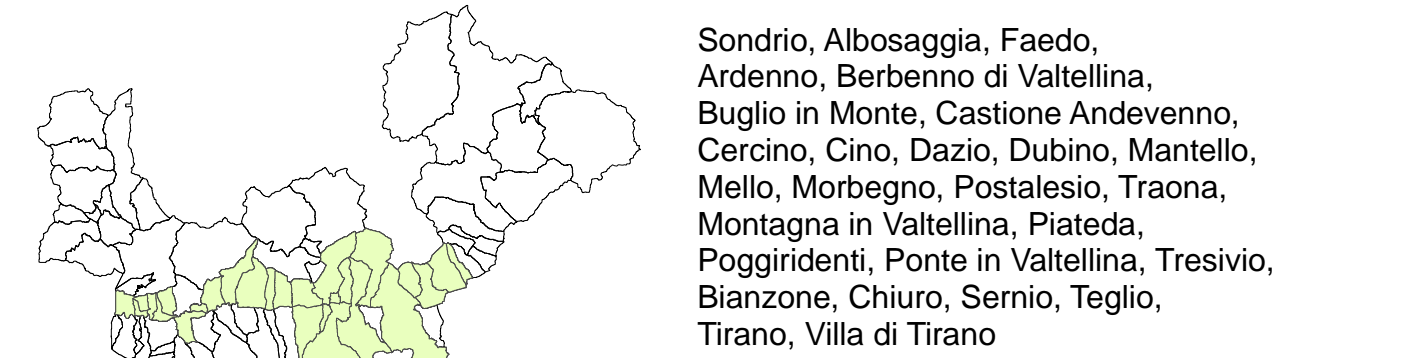 Sondrio, Albosaggia, Faedo,
Ardenno, Berbenno di Valtellina,
Buglio in Monte, Castione Andevenno,
Cercino, Cino, Dazio, Dubino, Mantello,
Mello, Morbegno, Postalesio, Traona,
Montagna in Valtellina, Piateda,
Poggiridenti, Ponte in Valtellina, Tresivio,
Bianzone, Chiuro, Sernio, Teglio,
Tirano, Villa di Tirano